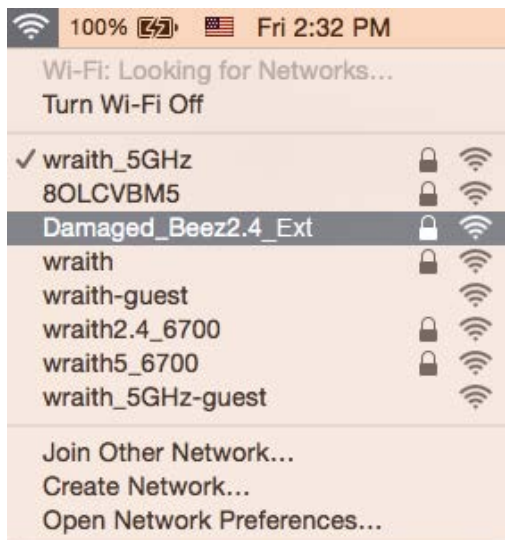 100% Fri 2:32 PM
Wi-Fi: Looking for Networks...
Turn Wi-Fi Off
wraith_5GHz
8OLCVBM5
Damaged_Beez2.4_Ext
wraith
wraith-guest
wraith2.4_6700
wraith5_6700
wraith_5GHz-guest
Join Other Network...
Create Network...
Open Network Preferences...